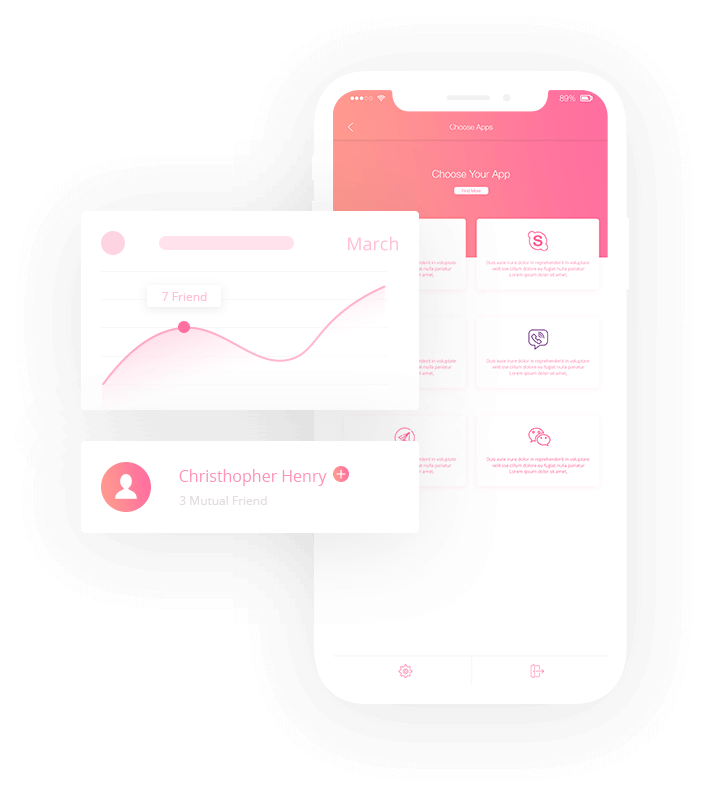 89%
Choose Apps
Choose Your App
Find More
March
7 Friend
Duis aute irure dolor in reprehenderit in voluptate
velit esse cillum dolore eu fugiat nulla pariatur
Lorem ipsum dolor sit amet,
Duis aute irure dolor in reprehenderit in voluptate
velit esse cillum dolore eu fugiat nulla pariatur
Lorem ipsum dolor sit amet,
Christhopher Henry
3 Mutual Friend
Duis aute irure dolor in reprehenderit in voluptate
velit esse cillum dolore eu fugiat nulla pariatur
Lorem ipsum dolor sit amet,